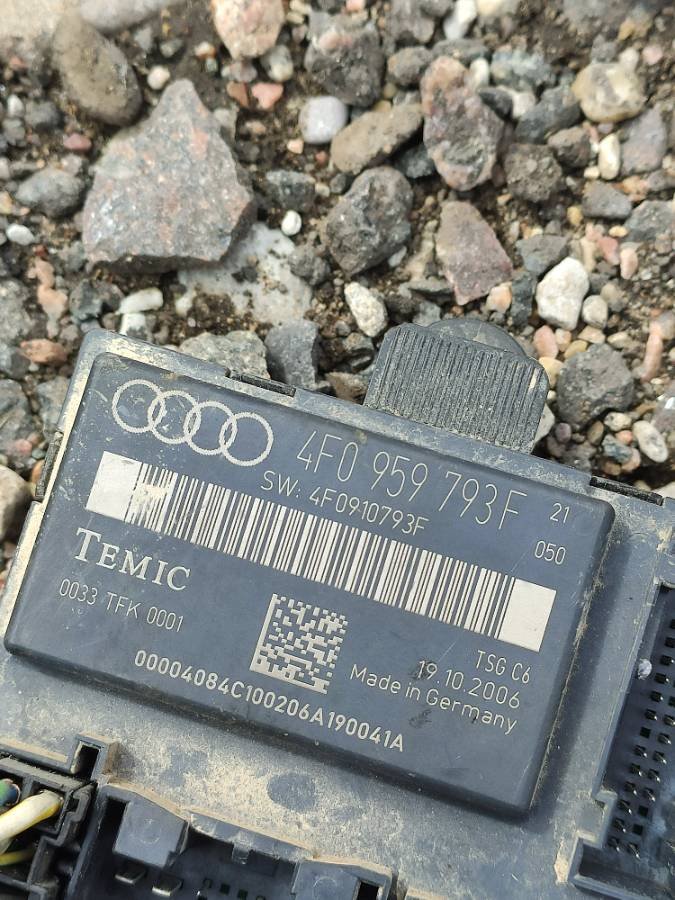 4F0 959 793F 21
SW: 4F0910793F 050
TEMIC
0033 TFK 0001
TSG C6
19.10.2006
Made in Germany
00004084C100206A190041A